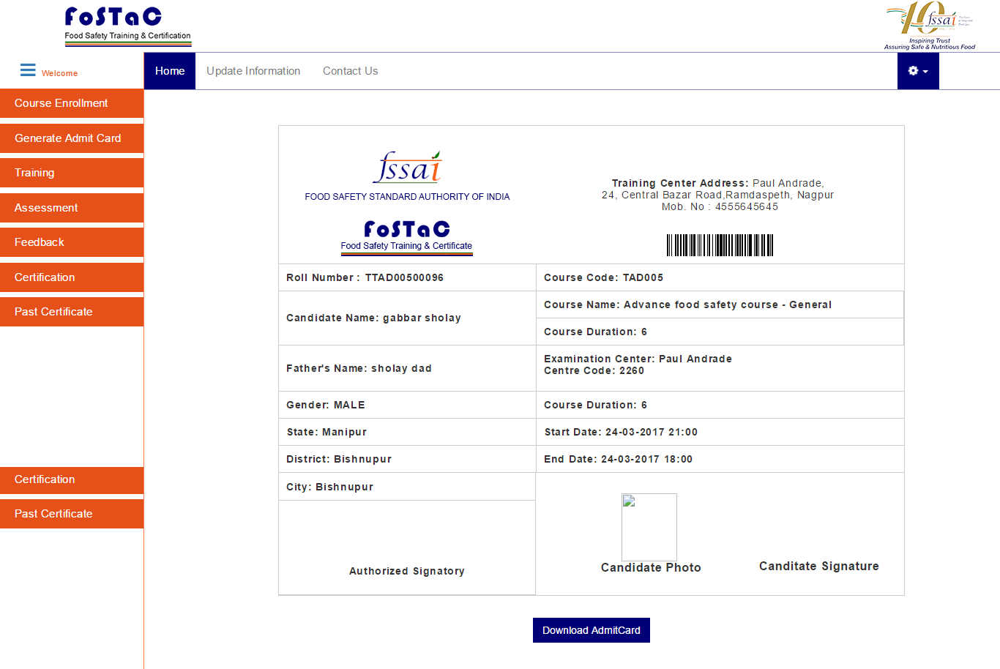 FoSTaC
Food Safety Training & Certification
fssai
Inspiring Trust
Assuring Safe & Nutritious Food
Welcome
Home
Update Information
Contact Us
Course Enrollment
Generate Admit Card
Training
Assessment
Feedback
Certification
Past Certificate
Certification
Past Certificate
fssai
FOOD SAFETY STANDARD AUTHORITY OF INDIA
FoSTaC
Food Safety Training & Certificate
Training Center Address: Paul Andrade,
24, Central Bazar Road,Ramdaspeth, Nagpur
Mob. No : 4555645645
Roll Number : TTAD00500096
Course Code: TAD005
Candidate Name: gabbar sholay
Course Name: Advance food safety course - General
Course Duration: 6
Father's Name: sholay dad
Examination Center: Paul Andrade
Centre Code: 2260
Gender: MALE
Course Duration: 6
State: Manipur
Start Date: 24-03-2017 21:00
District: Bishnupur
End Date: 24-03-2017 18:00
City: Bishnupur
Authorized Signatory
Candidate Photo
Canditate Signature
Download AdmitCard